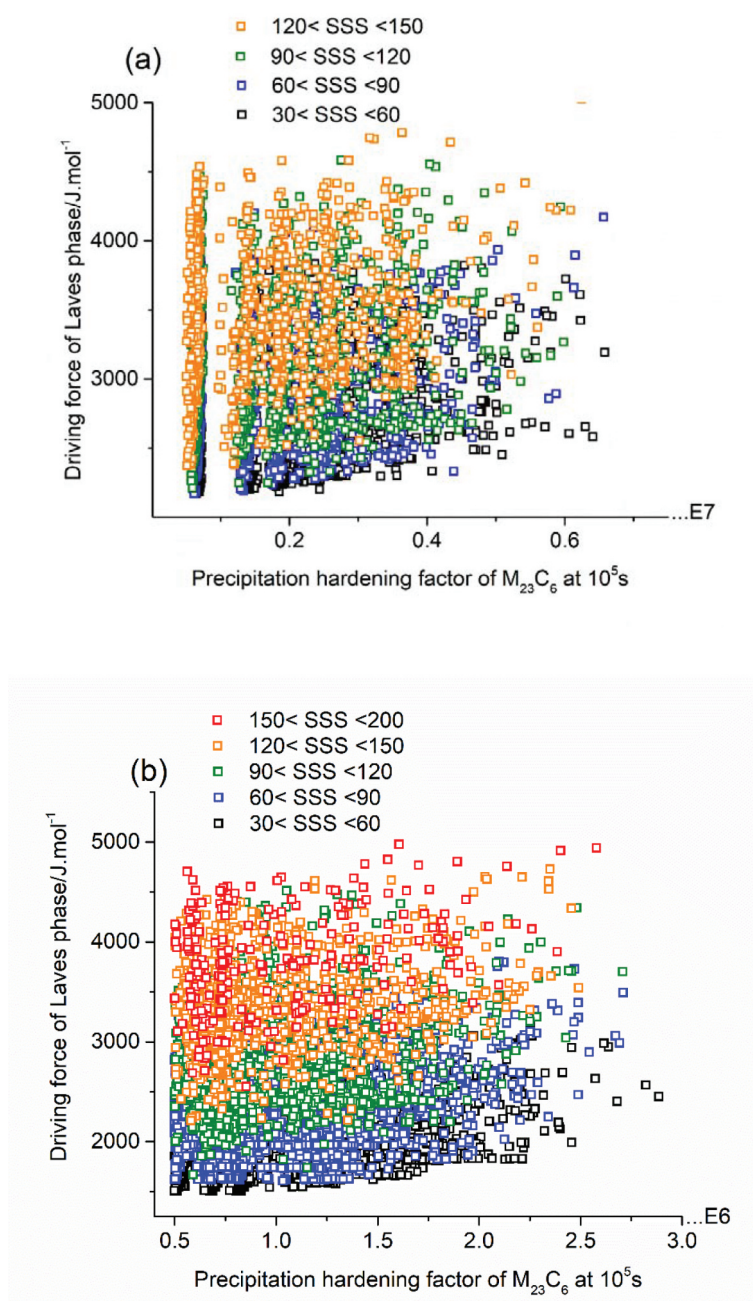 120< SSS <150
(a)
90< SSS <120
60< SSS <90
30< SSS <60
5000
4000
3000
Driving force of Laves phase/J.mol⁻¹
...E7
0.2 0.4 0.6
Precipitation hardening factor of M₂₃C₆ at 10⁵s
150< SSS <200
120< SSS <150
(b)
90< SSS <120
60< SSS <90
30< SSS <60
5000
4000
3000
2000
Driving force of Laves phase/J.mol⁻¹
...E6
0.5 1.0 1.5 2.0 2.5 3.0
Precipitation hardening factor of M₂₃C₆ at 10⁵s